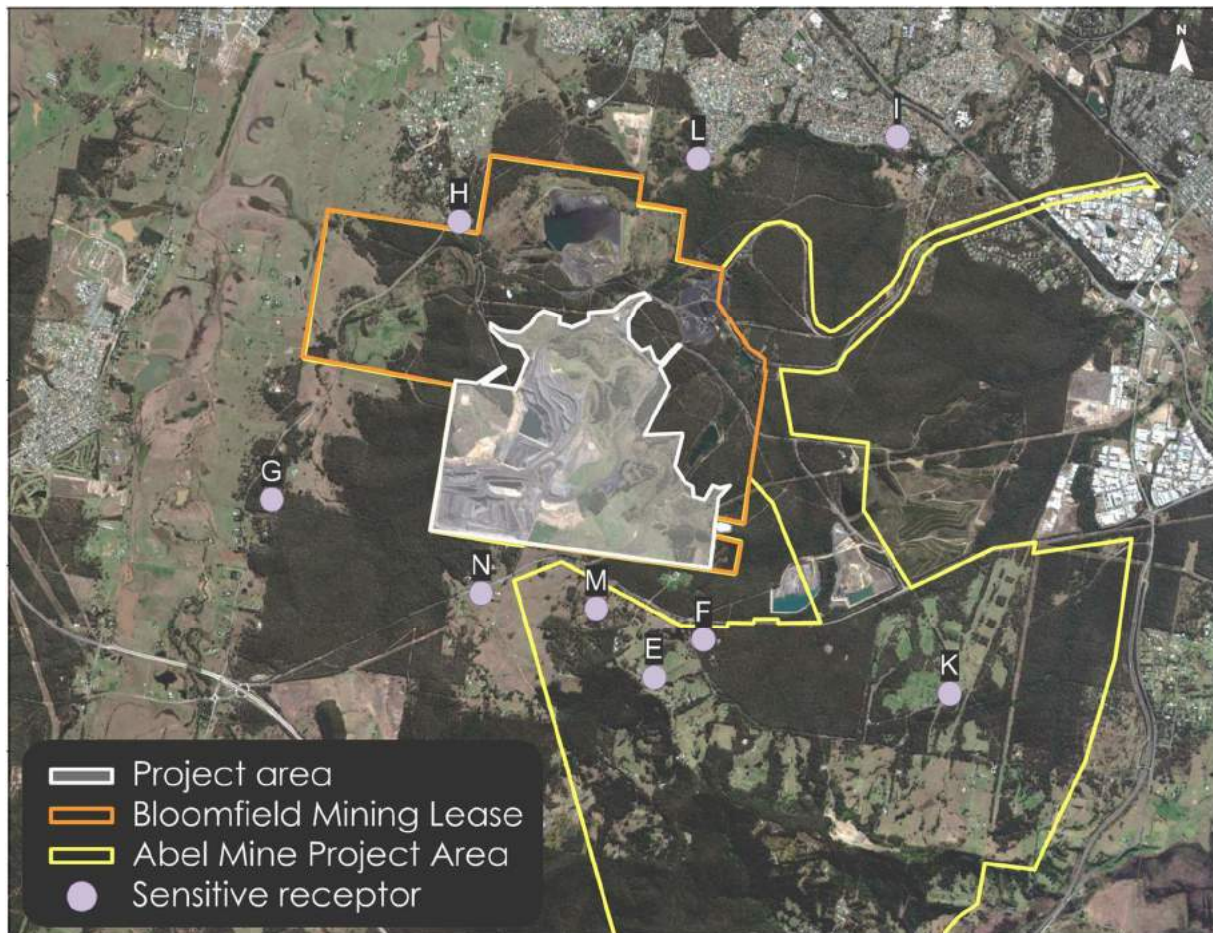 N
I
L
H
G
N
M
F
E
K
Project area
Bloomfield Mining Lease
Abel Mine Project Area
Sensitive receptor